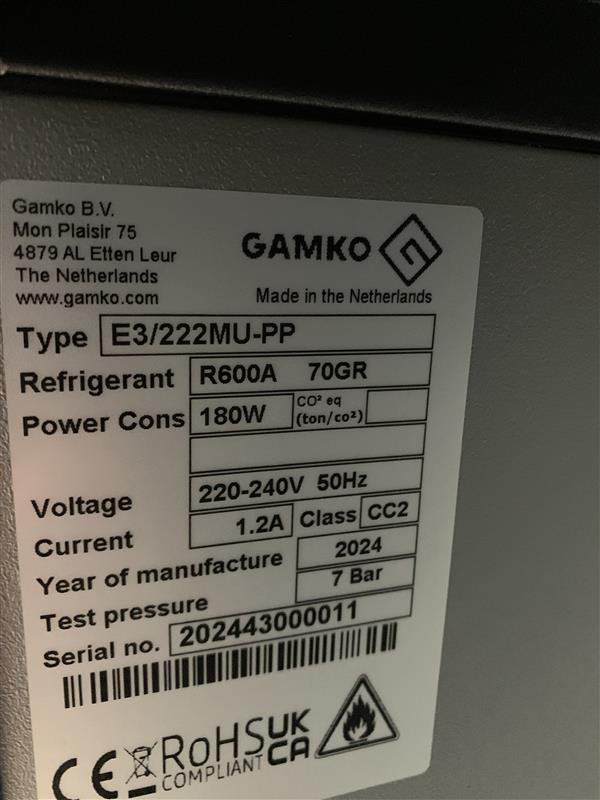 Gamko B.V.
Mon Plaisir 75
4879 AL Etten Leur
The Netherlands
www.gamko.com
GAMKO
Made in the Netherlands
Type E3/222MU-PP
Refrigerant R600A 70GR
Power Cons 180W CO² eq (ton/co²)
Voltage 220-240V 50Hz
Current 1.2A Class CC2
Year of manufacture 2024
Test pressure 7 Bar
Serial no. 202443000011
CE RoHS COMPLIANT UK CA